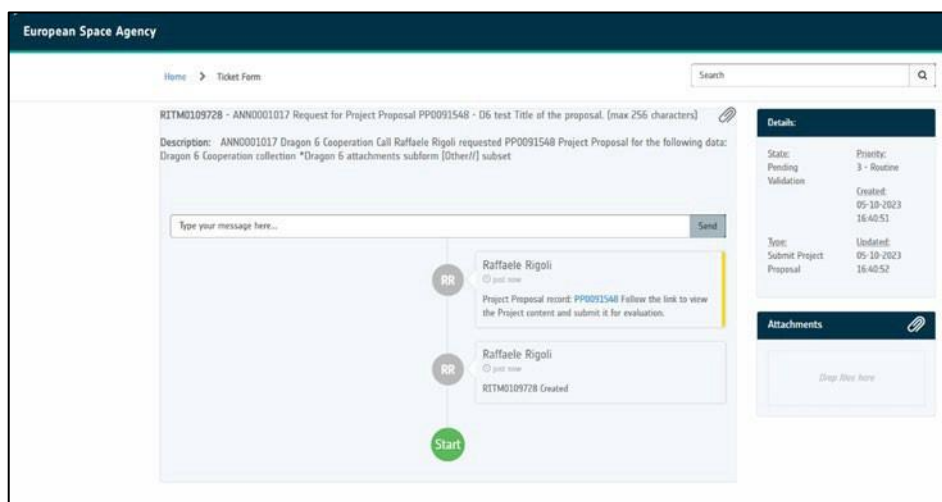 European Space Agency
Home > Ticket Form
Search
RITM0109728 - ANN0001017 Request for Project Proposal PP0091548 - D6 test Title of the proposal. (max 256 characters)
Description: ANN0001017 Dragon 6 Cooperation Call Raffaele Rigoli requested PP0091548 Project Proposal for the following data:
Dragon 6 Cooperation collection *Dragon 6 attachments subform [Other//] subset
Type your message here...
Send
RR
Raffaele Rigoli
just now
Project Proposal record: PP0091548 Follow the link to view
the Project content and submit it for evaluation.
RR
Raffaele Rigoli
just now
RITM0109728 Created
Start
Details:
State:
Pending
Validation
Priority:
3 - Routine
Created:
05-10-2023
16:40:51
Type:
Submit Project
Proposal
Updated:
05-10-2023
16:40:52
Attachments
Drop files here